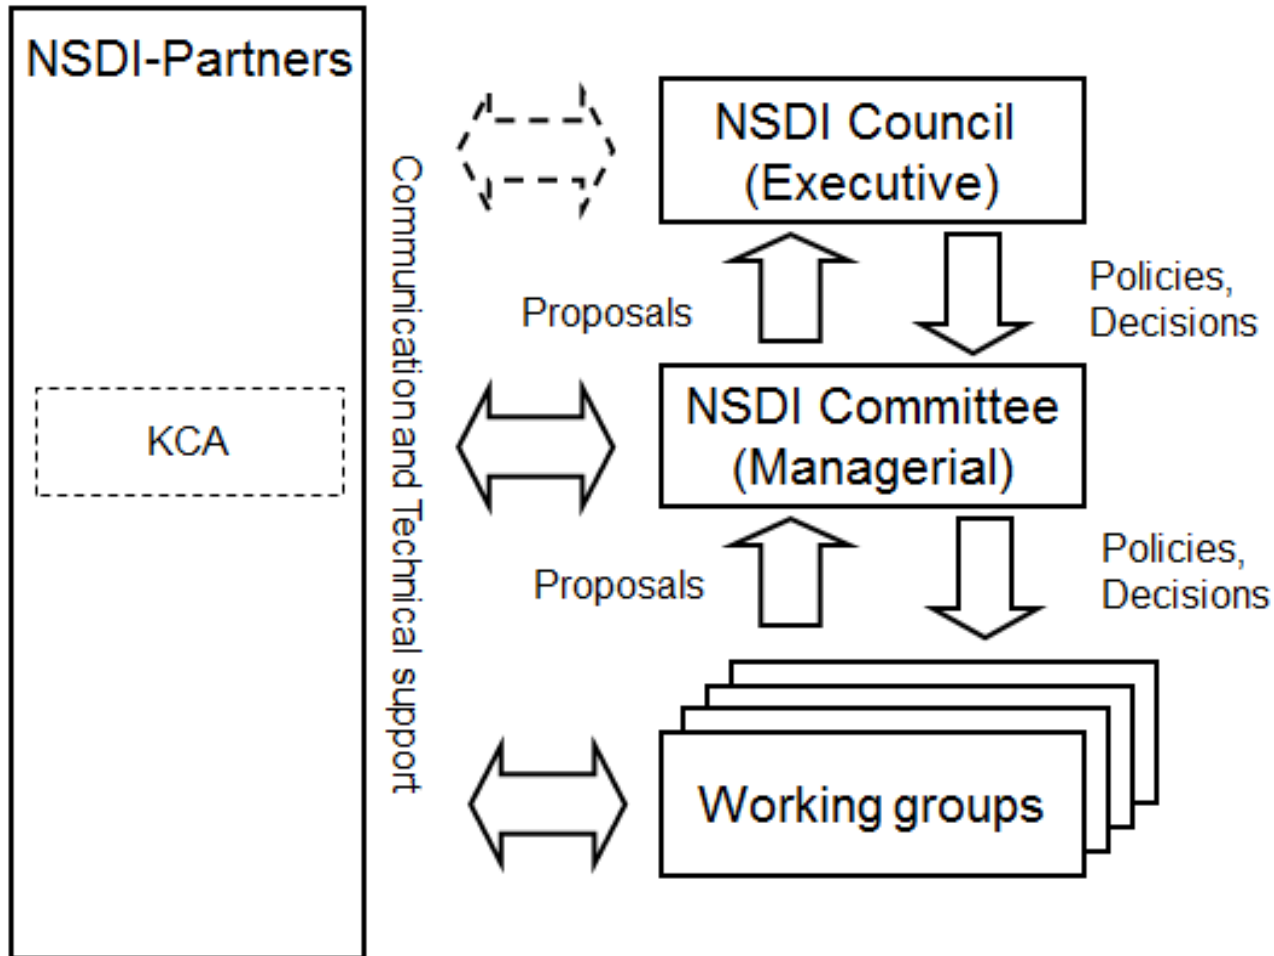 NSDI-Partners
KCA
Communication and Technical support
NSDI Council
(Executive)
Proposals
Policies,
Decisions
NSDI Committee
(Managerial)
Proposals
Policies,
Decisions
Working groups